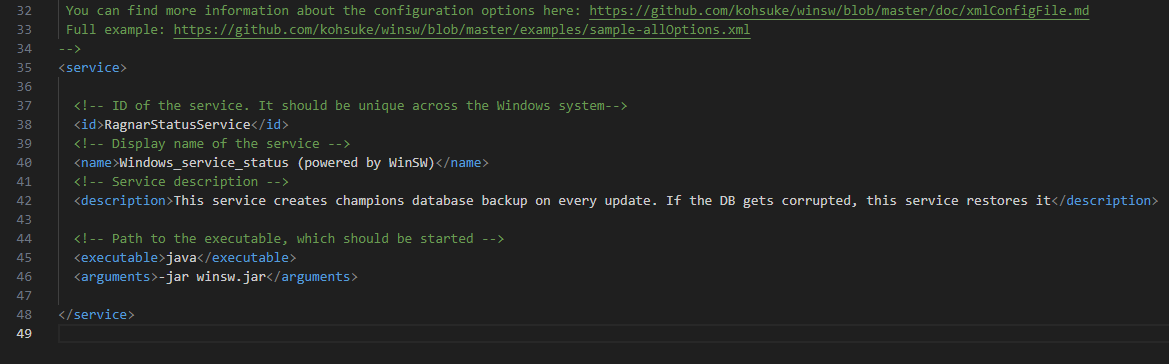 32 You can find more information about the configuration options here: https://github.com/kohsuke/winsw/blob/master/doc/xmlConfigFile.md
33 Full example: https://github.com/kohsuke/winsw/blob/master/examples/sample-allOptions.xml
34 -->
35 <service>
36
37 <!-- ID of the service. It should be unique across the Windows system-->
38 <id>RagnarStatusService</id>
39 <!-- Display name of the service -->
40 <name>Windows_service_status (powered by WinSW)</name>
41 <!-- Service description -->
42 <description>This service creates champions database backup on every update. If the DB gets corrupted, this service restores it</description>
43
44 <!-- Path to the executable, which should be started -->
45 <executable>java</executable>
46 <arguments>-jar winsw.jar</arguments>
47
48 </service>
49